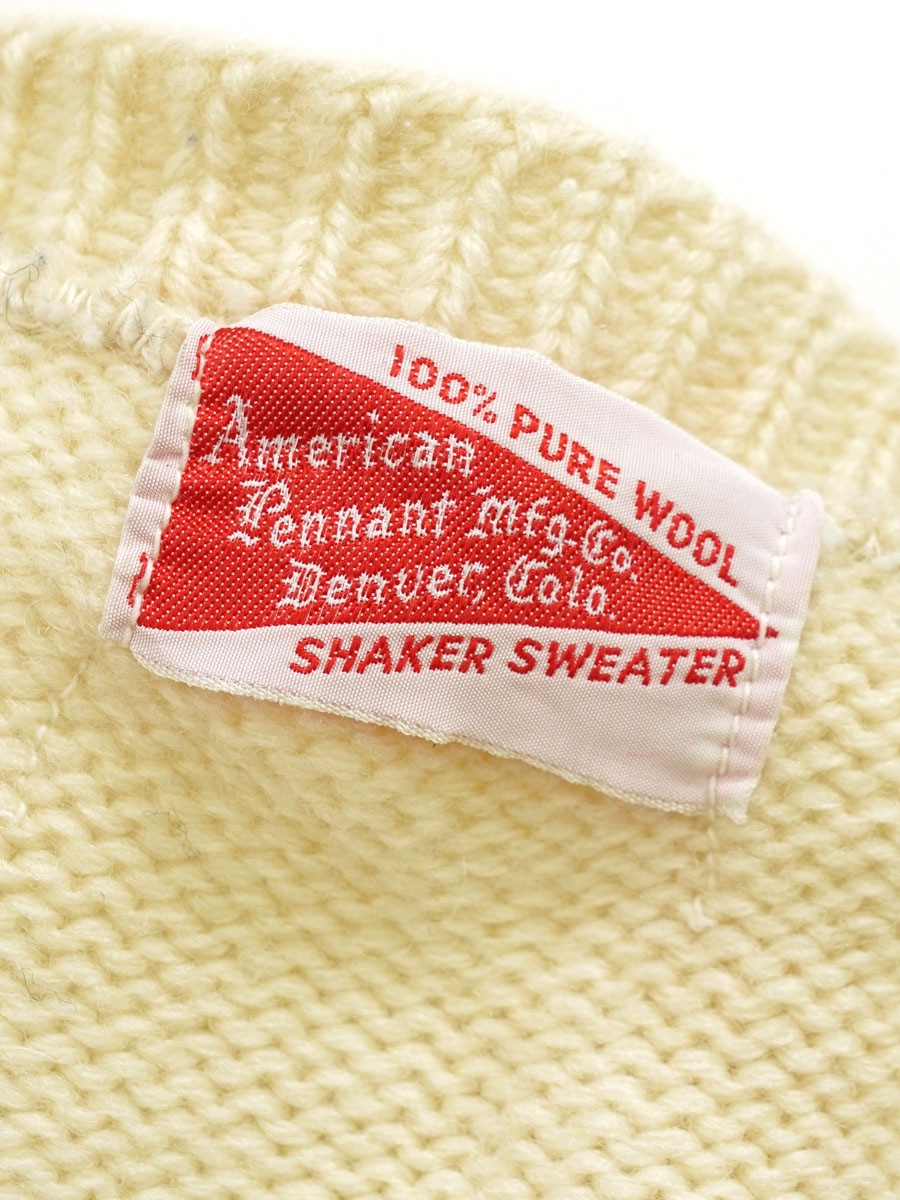 100% PURE WOOL
American
Pennant Mfg. Co.
Denver, Colo.
SHAKER SWEATER